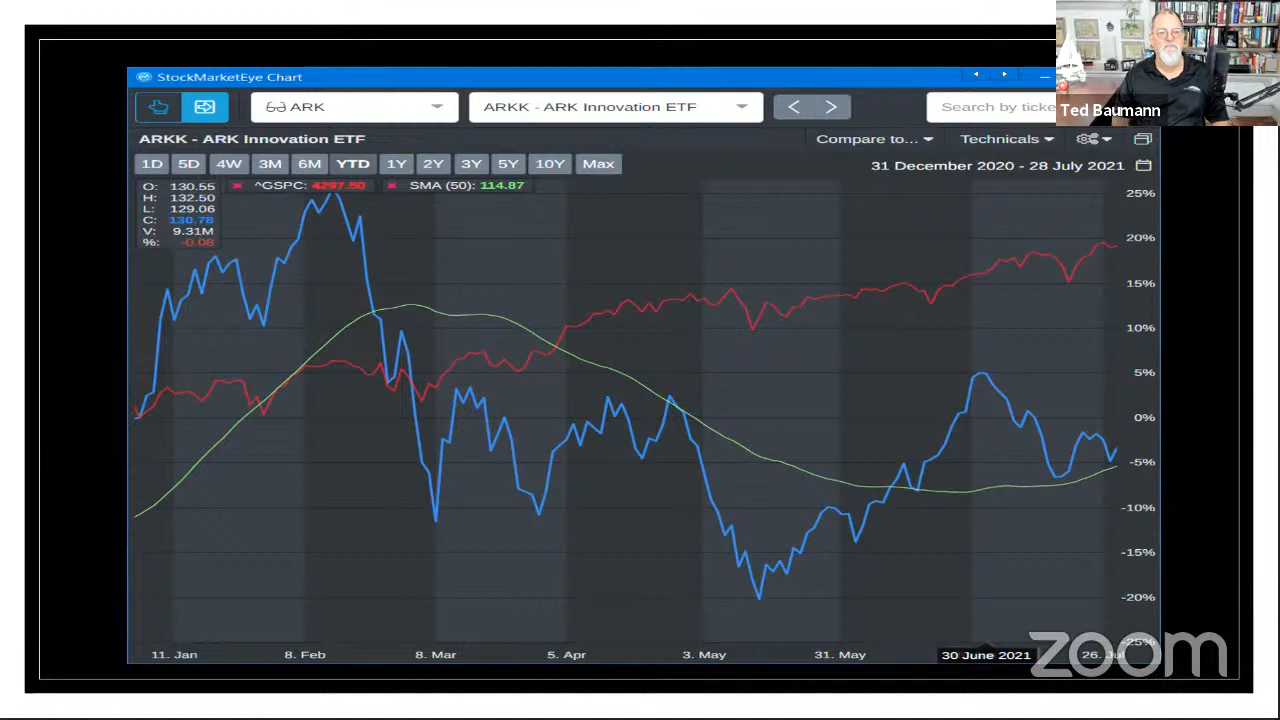 StockMarketEye Chart
ARK
ARKK - ARK Innovation ETF
Search by ticke
Ted Baumann
ARKK - ARK Innovation ETF
Compare to...
Technicals
1D 5D 4W 3M 6M YTD 1Y 2Y 3Y 5Y 10Y Max
31 December 2020 - 28 July 2021
O: 130.55
^GSPC: 4297.50
SMA (50): 114.87
H: 132.50
L: 129.06
C: 130.78
V: 9.31M
%: -0.08
25%
20%
15%
10%
5%
0%
-5%
-10%
-15%
-20%
-25%
11. Jan
8. Feb
8. Mar
5. Apr
3. May
31. May
30 June 2021
26. Jul
zoom